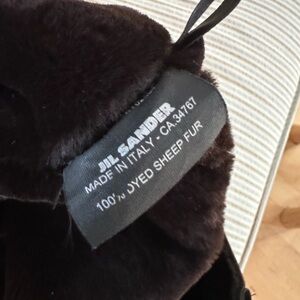 JIL SANDER
MADE IN ITALY - CA.34767
100% DYED SHEEP FUR